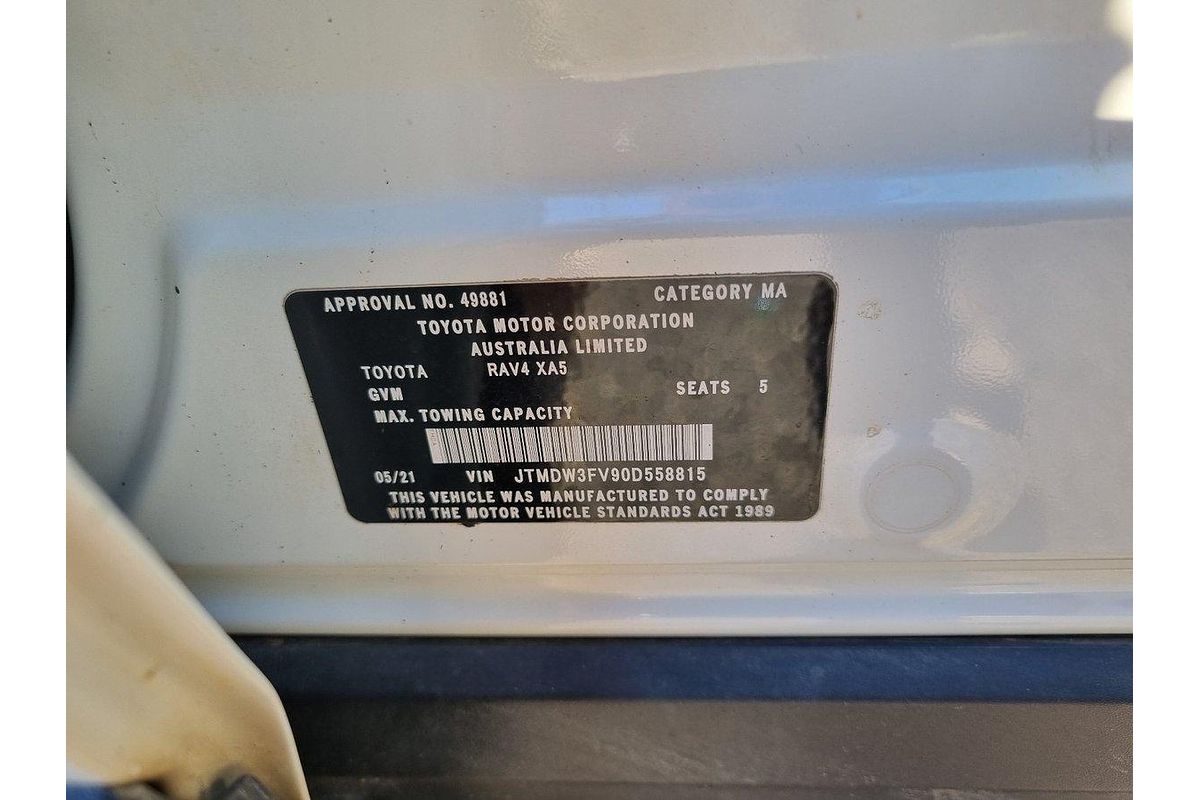 APPROVAL NO. 49881 CATEGORY MA
TOYOTA MOTOR CORPORATION
AUSTRALIA LIMITED
TOYOTA RAV4 XA5
GVM SEATS 5
MAX. TOWING CAPACITY
05/21 VIN JTMDW3FV90D558815
THIS VEHICLE WAS MANUFACTURED TO COMPLY
WITH THE MOTOR VEHICLE STANDARDS ACT 1989